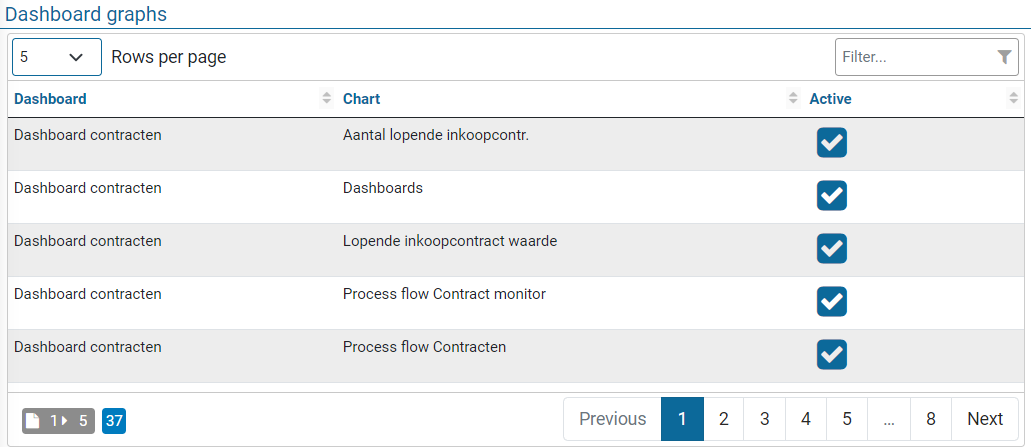 Dashboard graphs
5 Rows per page Filter...
Dashboard Chart Active
Dashboard contracten Aantal lopende inkoopcontr.
Dashboard contracten Dashboards
Dashboard contracten Lopende inkoopcontract waarde
Dashboard contracten Process flow Contract monitor
Dashboard contracten Process flow Contracten
1 5 37 Previous 1 2 3 4 5 ... 8 Next